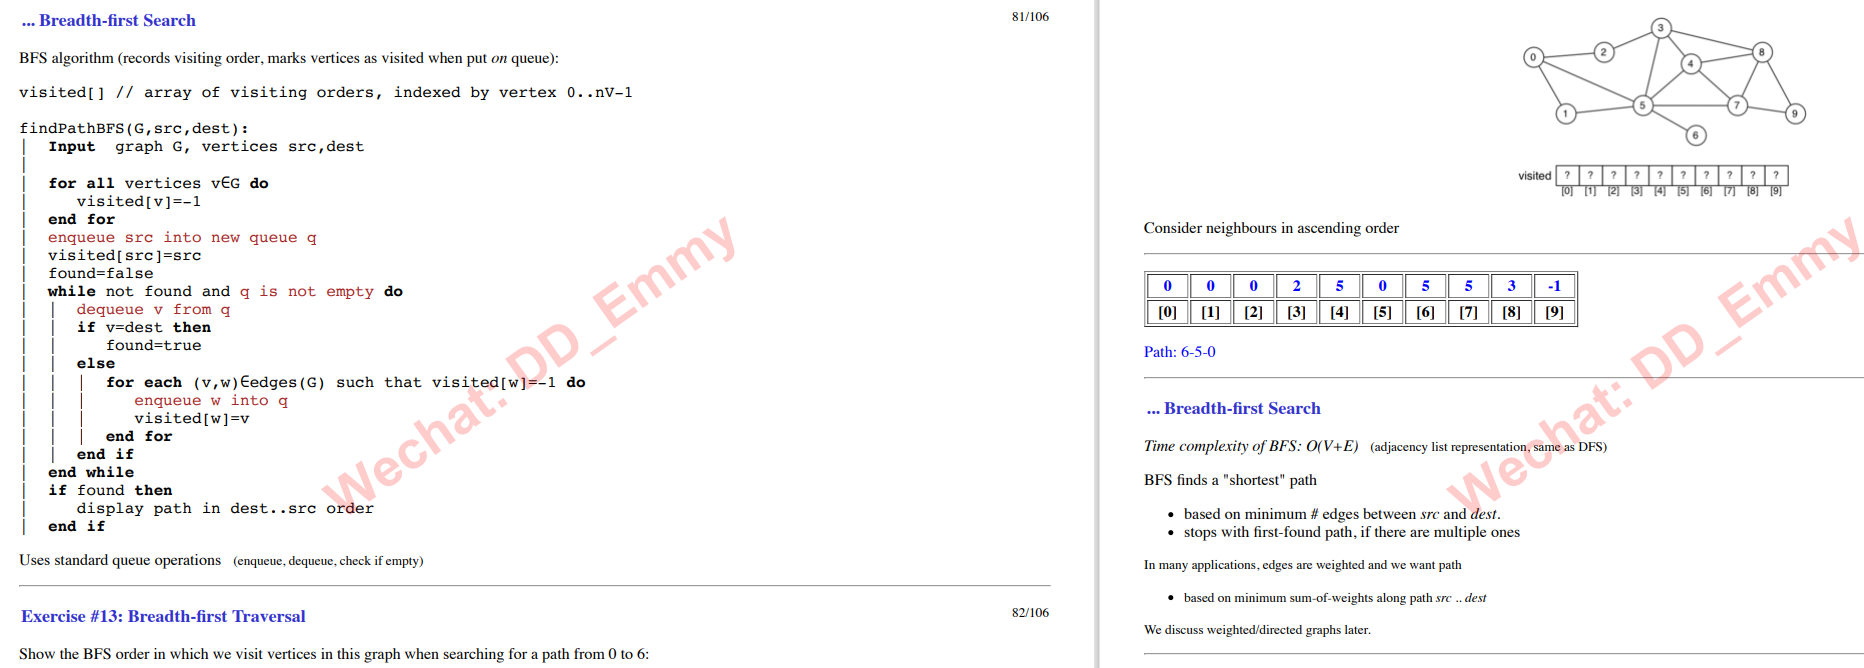 ... Breadth-first Search
81/106
BFS algorithm (records visiting order, marks vertices as visited when put on queue):
visited[] // array of visiting orders, indexed by vertex 0..nV-1
findPathBFS(G,src,dest):
Input graph G, vertices src,dest
for all vertices v∈G do
visited[v]=-1
end for
enqueue src into new queue q
visited[src]=src
found=false
while not found and q is not empty do
dequeue v from q
if v=dest then
found=true
else
for each (v,w)∈edges(G) such that visited[w]=-1 do
enqueue w into q
visited[w]=v
end for
end if
end while
if found then
display path in dest..src order
end if
Uses standard queue operations (enqueue, dequeue, check if empty)
Exercise #13: Breadth-first Traversal
82/106
Show the BFS order in which we visit vertices in this graph when searching for a path from 0 to 6:
Wechat: DD_Emmy
3
0 2 8
4
1 5 7 9
6
visited ? ? ? ? ? ? ? ? ? ?
[0] [1] [2] [3] [4] [5] [6] [7] [8] [9]
Consider neighbours in ascending order
0 0 0 2 5 0 5 5 3 -1
[0] [1] [2] [3] [4] [5] [6] [7] [8] [9]
Path: 6-5-0
... Breadth-first Search
Time complexity of BFS: O(V+E) (adjacency list representation, same as DFS)
BFS finds a "shortest" path
• based on minimum # edges between src and dest.
• stops with first-found path, if there are multiple ones
In many applications, edges are weighted and we want path
• based on minimum sum-of-weights along path src .. dest
We discuss weighted/directed graphs later.
Wechat: DD_Emmy